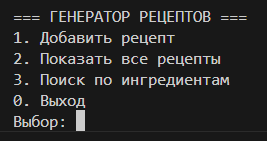 === ГЕНЕРАТОР РЕЦЕПТОВ ===
1. Добавить рецепт
2. Показать все рецепты
3. Поиск по ингредиентам
0. Выход
Выбор: